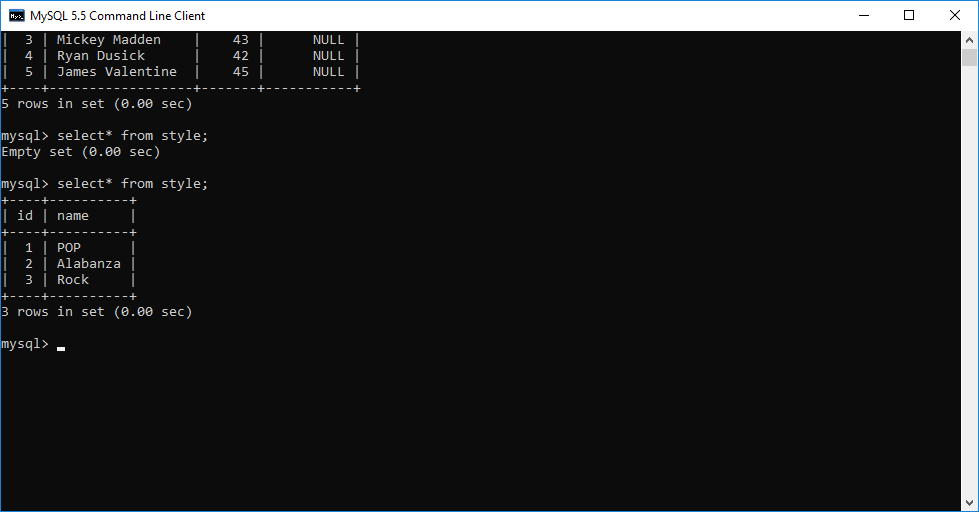 MySQL 5.5 Command Line Client
|  3 | Mickey Madden    |    43 |      NULL |
|  4 | Ryan Dusick      |    42 |      NULL |
|  5 | James Valentine  |    45 |      NULL |
+----+------------------+-------+-----------+
5 rows in set (0.00 sec)
mysql> select* from style;
Empty set (0.00 sec)
mysql> select* from style;
+----+----------+
| id | name     |
+----+----------+
|  1 | POP      |
|  2 | Alabanza |
|  3 | Rock     |
+----+----------+
3 rows in set (0.00 sec)
mysql>